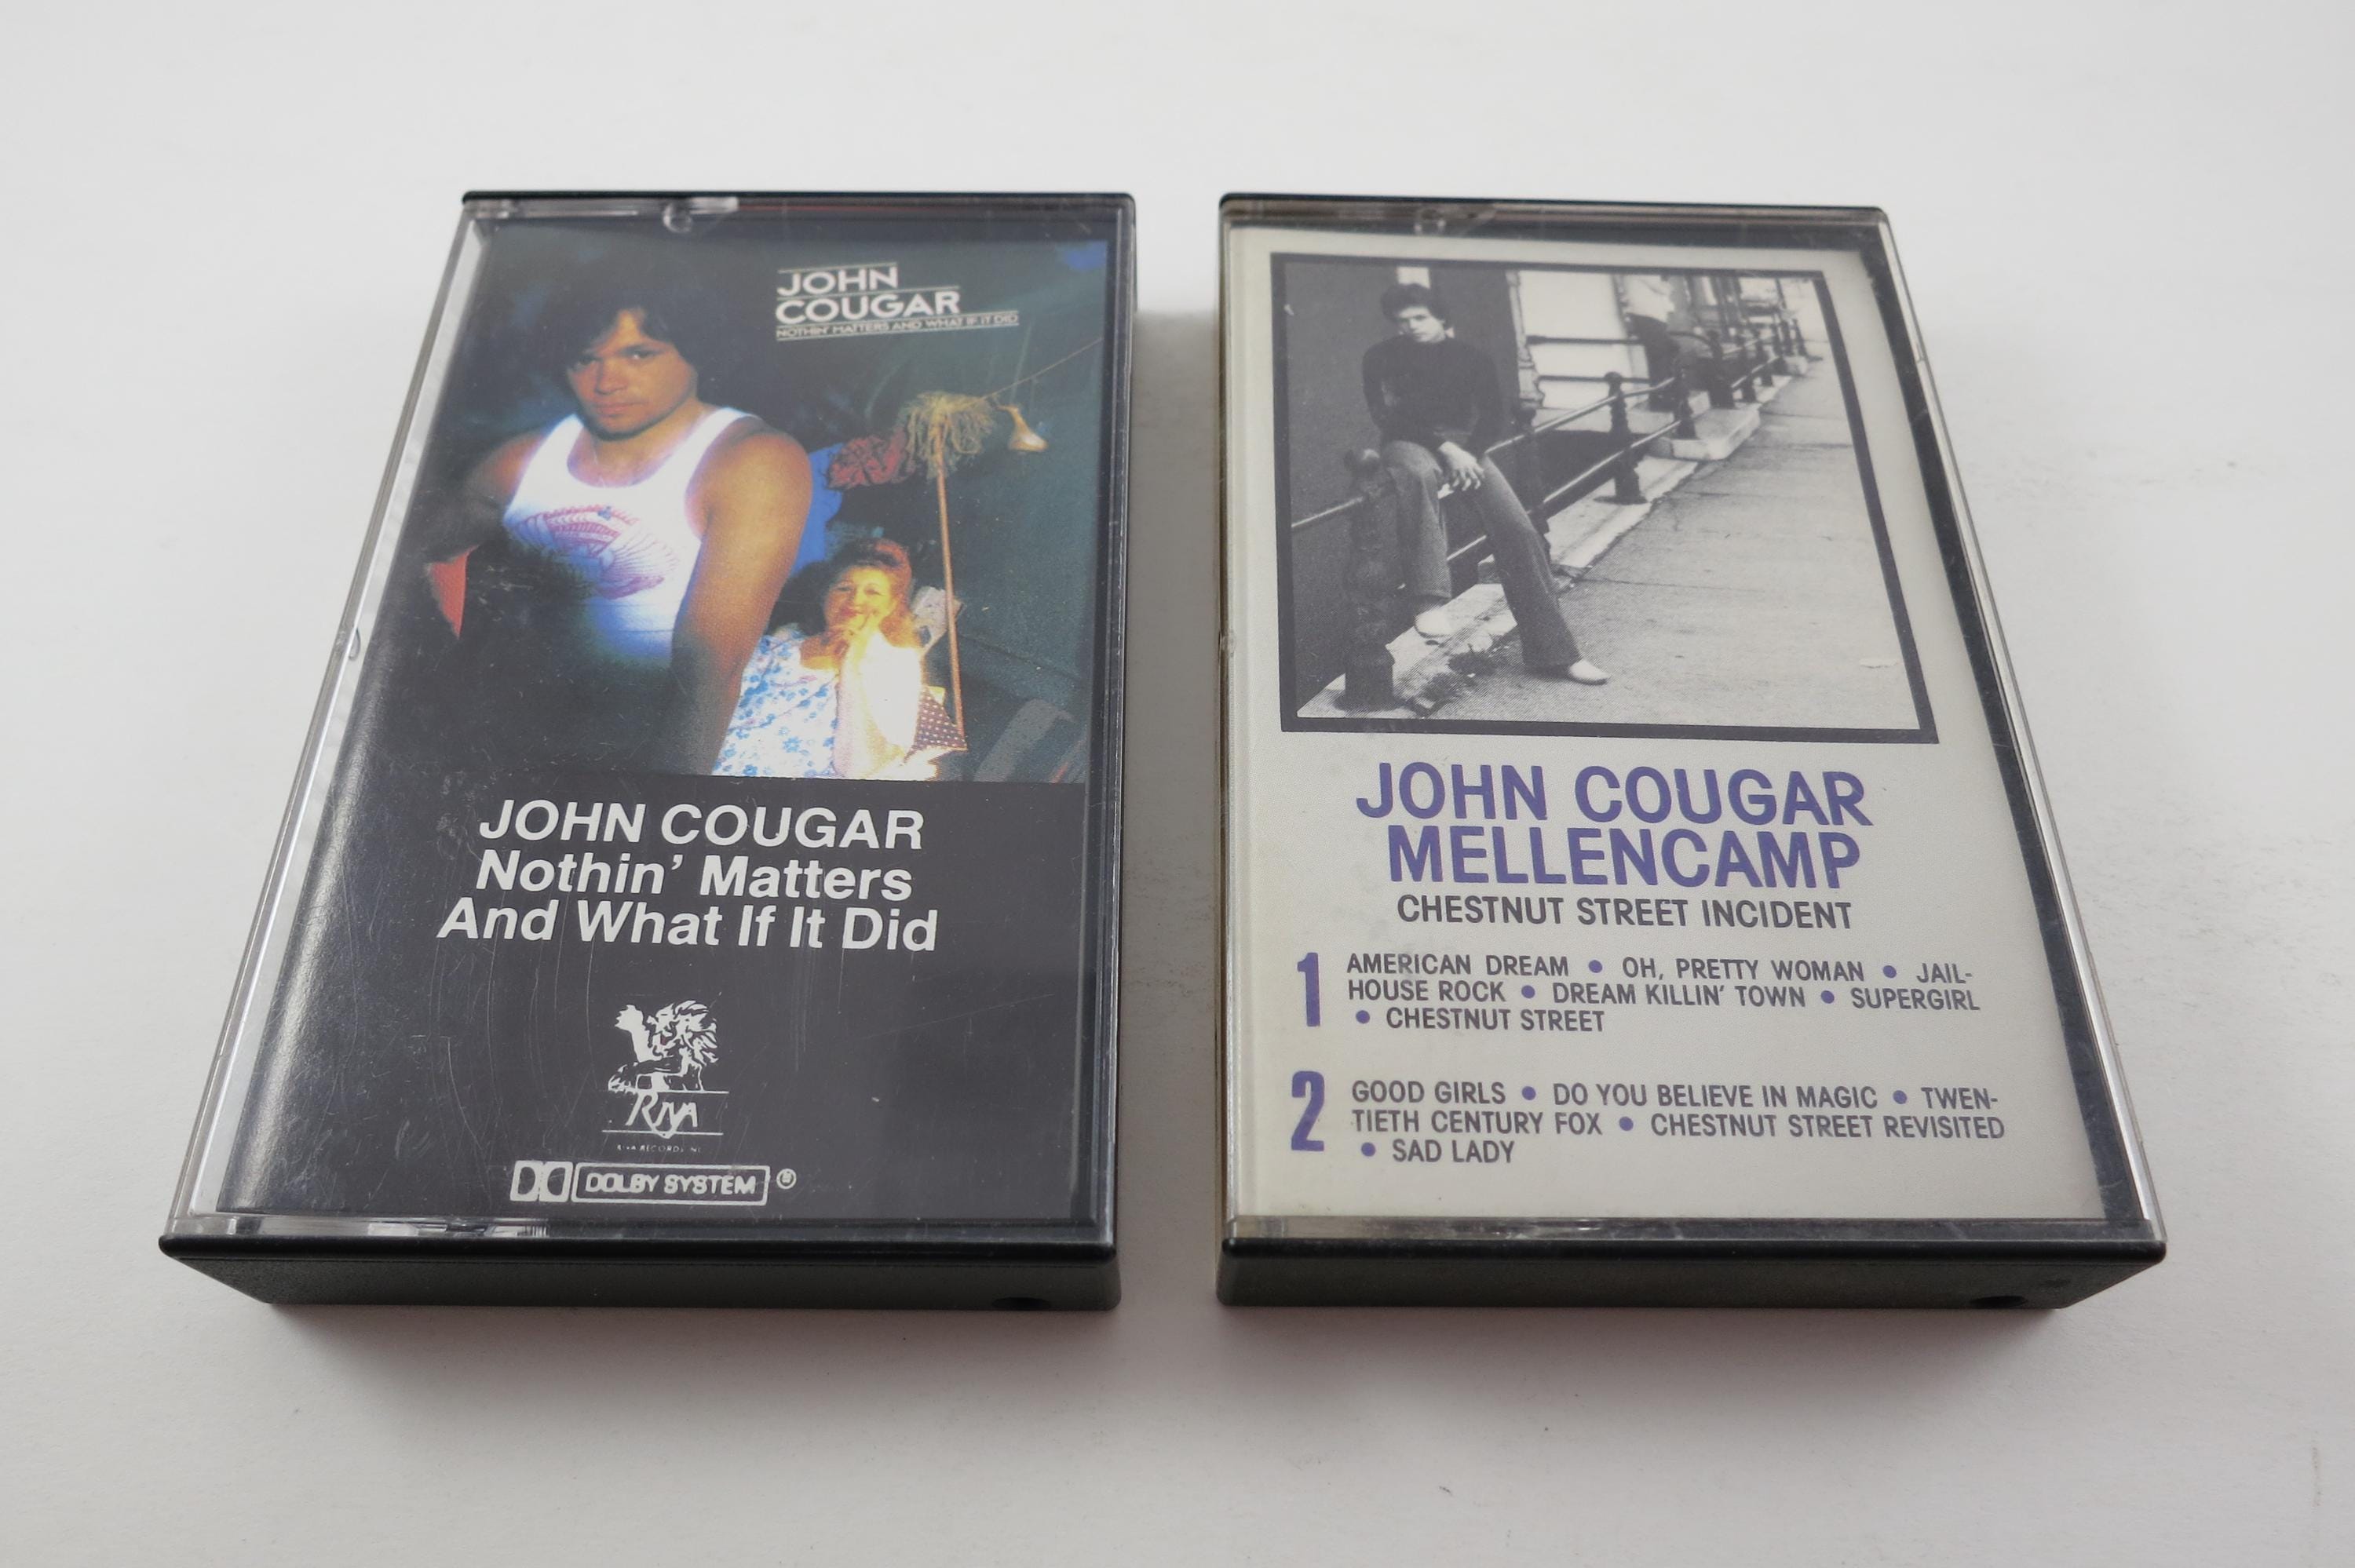 JOHN
COUGAR
NOTHIN' MATTERS AND WHAT IF IT DID
JOHN COUGAR
Nothin' Matters
And What If It Did
RIVA
DOLBY SYSTEM ®
JOHN COUGAR
MELLENCAMP
CHESTNUT STREET INCIDENT
1 AMERICAN DREAM • OH, PRETTY WOMAN • JAIL-
HOUSE ROCK • DREAM KILLIN' TOWN • SUPERGIRL
• CHESTNUT STREET
2 GOOD GIRLS • DO YOU BELIEVE IN MAGIC • TWEN-
TIETH CENTURY FOX • CHESTNUT STREET REVISITED
• SAD LADY